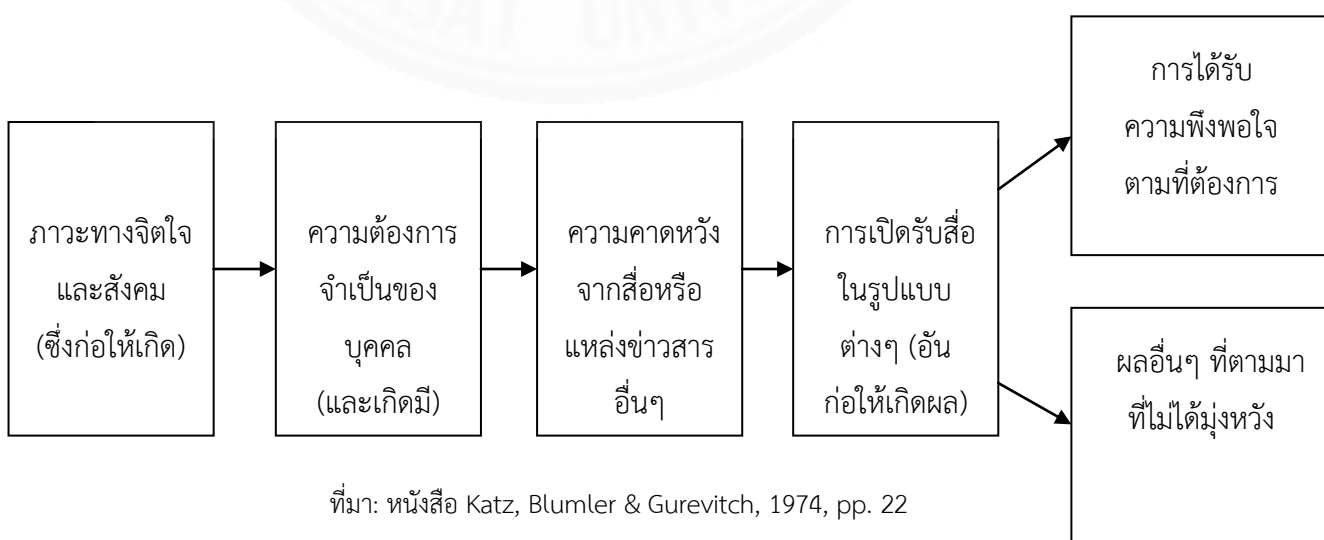 ภาวะทางจิตใจ
และสังคม
(ซึ่งก่อให้เกิด)
ความต้องการ
จำเป็นของ
บุคคล
(และเกิดมี)
ความคาดหวัง
จากสื่อหรือ
แหล่งข่าวสาร
อื่นๆ
การเปิดรับสื่อ
ในรูปแบบ
ต่างๆ (อัน
ก่อให้เกิดผล)
การได้รับ
ความพึงพอใจ
ตามที่ต้องการ
ผลอื่นๆ ที่ตามมา
ที่ไม่ได้มุ่งหวัง
ที่มา: หนังสือ Katz, Blumler & Gurevitch, 1974, pp. 22